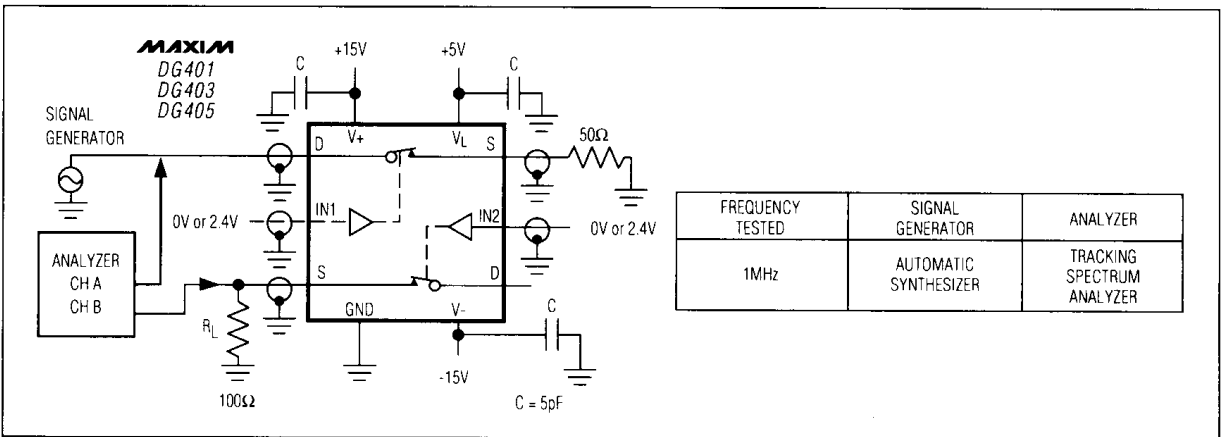 MAXIM
DG401
DG403
DG405
+15V
+5V
C
C
SIGNAL
GENERATOR
D
V+
VL
S
50Ω
0V or 2.4V
IN1
IN2
0V or 2.4V
ANALYZER
CH A
CH B
S
D
RL
GND
V-
C
100Ω
-15V
C = 5pF
FREQUENCY
TESTED
SIGNAL
GENERATOR
ANALYZER
1MHz
AUTOMATIC
SYNTHESIZER
TRACKING
SPECTRUM
ANALYZER